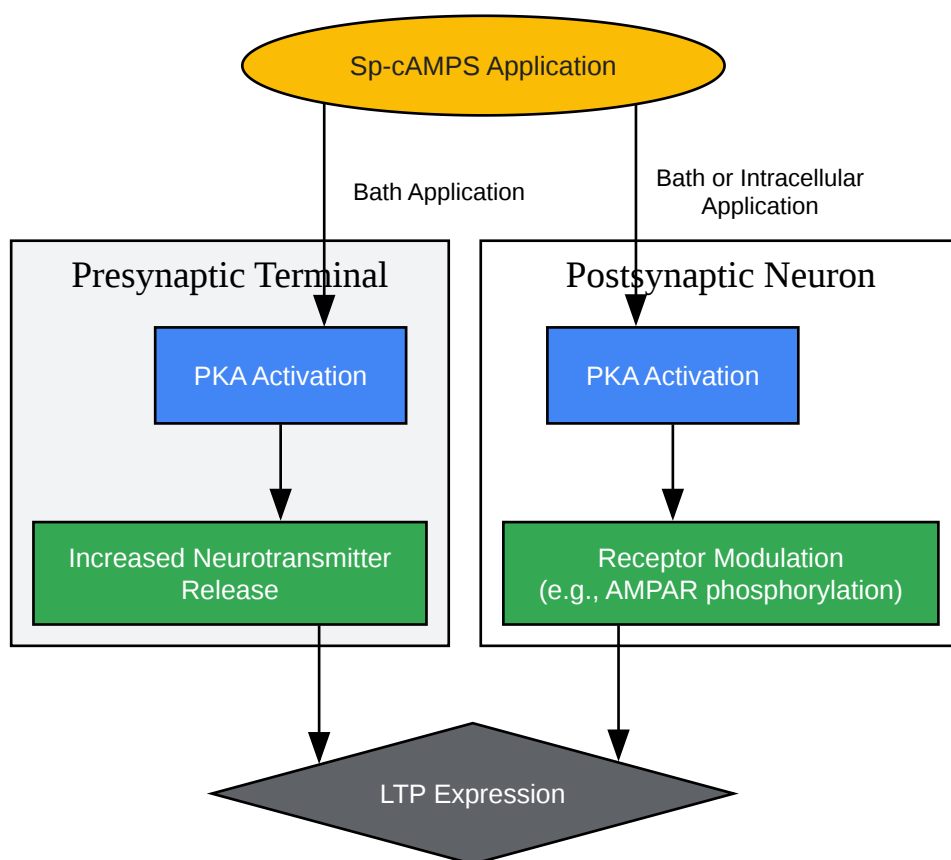 Sp-cAMPS Application
Bath Application
Bath or Intracellular
Application
Presynaptic Terminal
Postsynaptic Neuron
PKA Activation
PKA Activation
Increased Neurotransmitter
Release
Receptor Modulation
(e.g., AMPAR phosphorylation)
LTP Expression